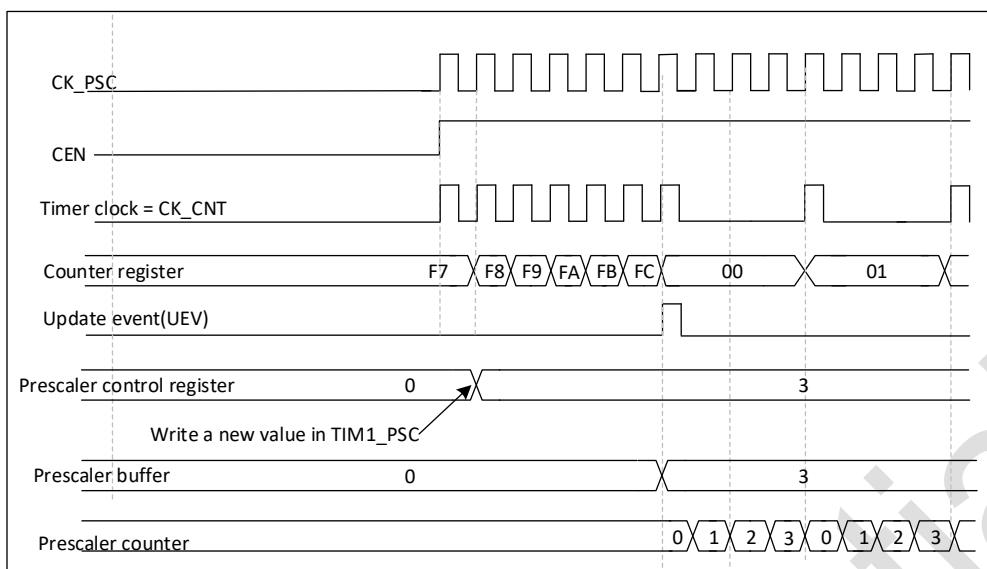 CK_PSC
CEN
Timer clock = CK_CNT
Counter register F7 F8 F9 FA FB FC 00 01
Update event(UEV)
Prescaler control register 0 3
Write a new value in TIM1_PSC
Prescaler buffer 0 3
Prescaler counter 0 1 2 3 0 1 2 3